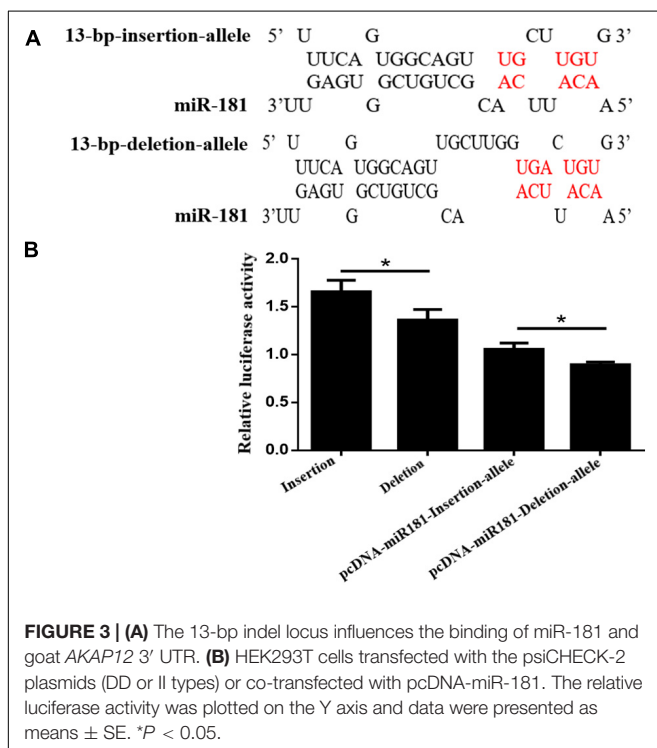 A
13-bp-insertion-allele 5' U G CU G 3'
UUCA UGGCAGU UG UGU
GAGU GCUGUCG AC ACA
miR-181 3'UU G CA UU A 5'
13-bp-deletion-allele 5' U G UGCUUGG C G 3'
UUCA UGGCAGU UGA UGU
GAGU GCUGUCG ACU ACA
miR-181 3'UU G CA U A 5'
B
Relative luciferase activity
2.0
1.5
1.0
0.5
0.0
*
*
Insertion
Deletion
pcDNA-miR181-Insertion-allele
pcDNA-miR181-Deletion-allele
FIGURE 3 | (A) The 13-bp indel locus influences the binding of miR-181 and
goat AKAP12 3′ UTR. (B) HEK293T cells transfected with the psiCHECK-2
plasmids (DD or II types) or co-transfected with pcDNA-miR-181. The relative
luciferase activity was plotted on the Y axis and data were presented as
means ± SE. *P < 0.05.